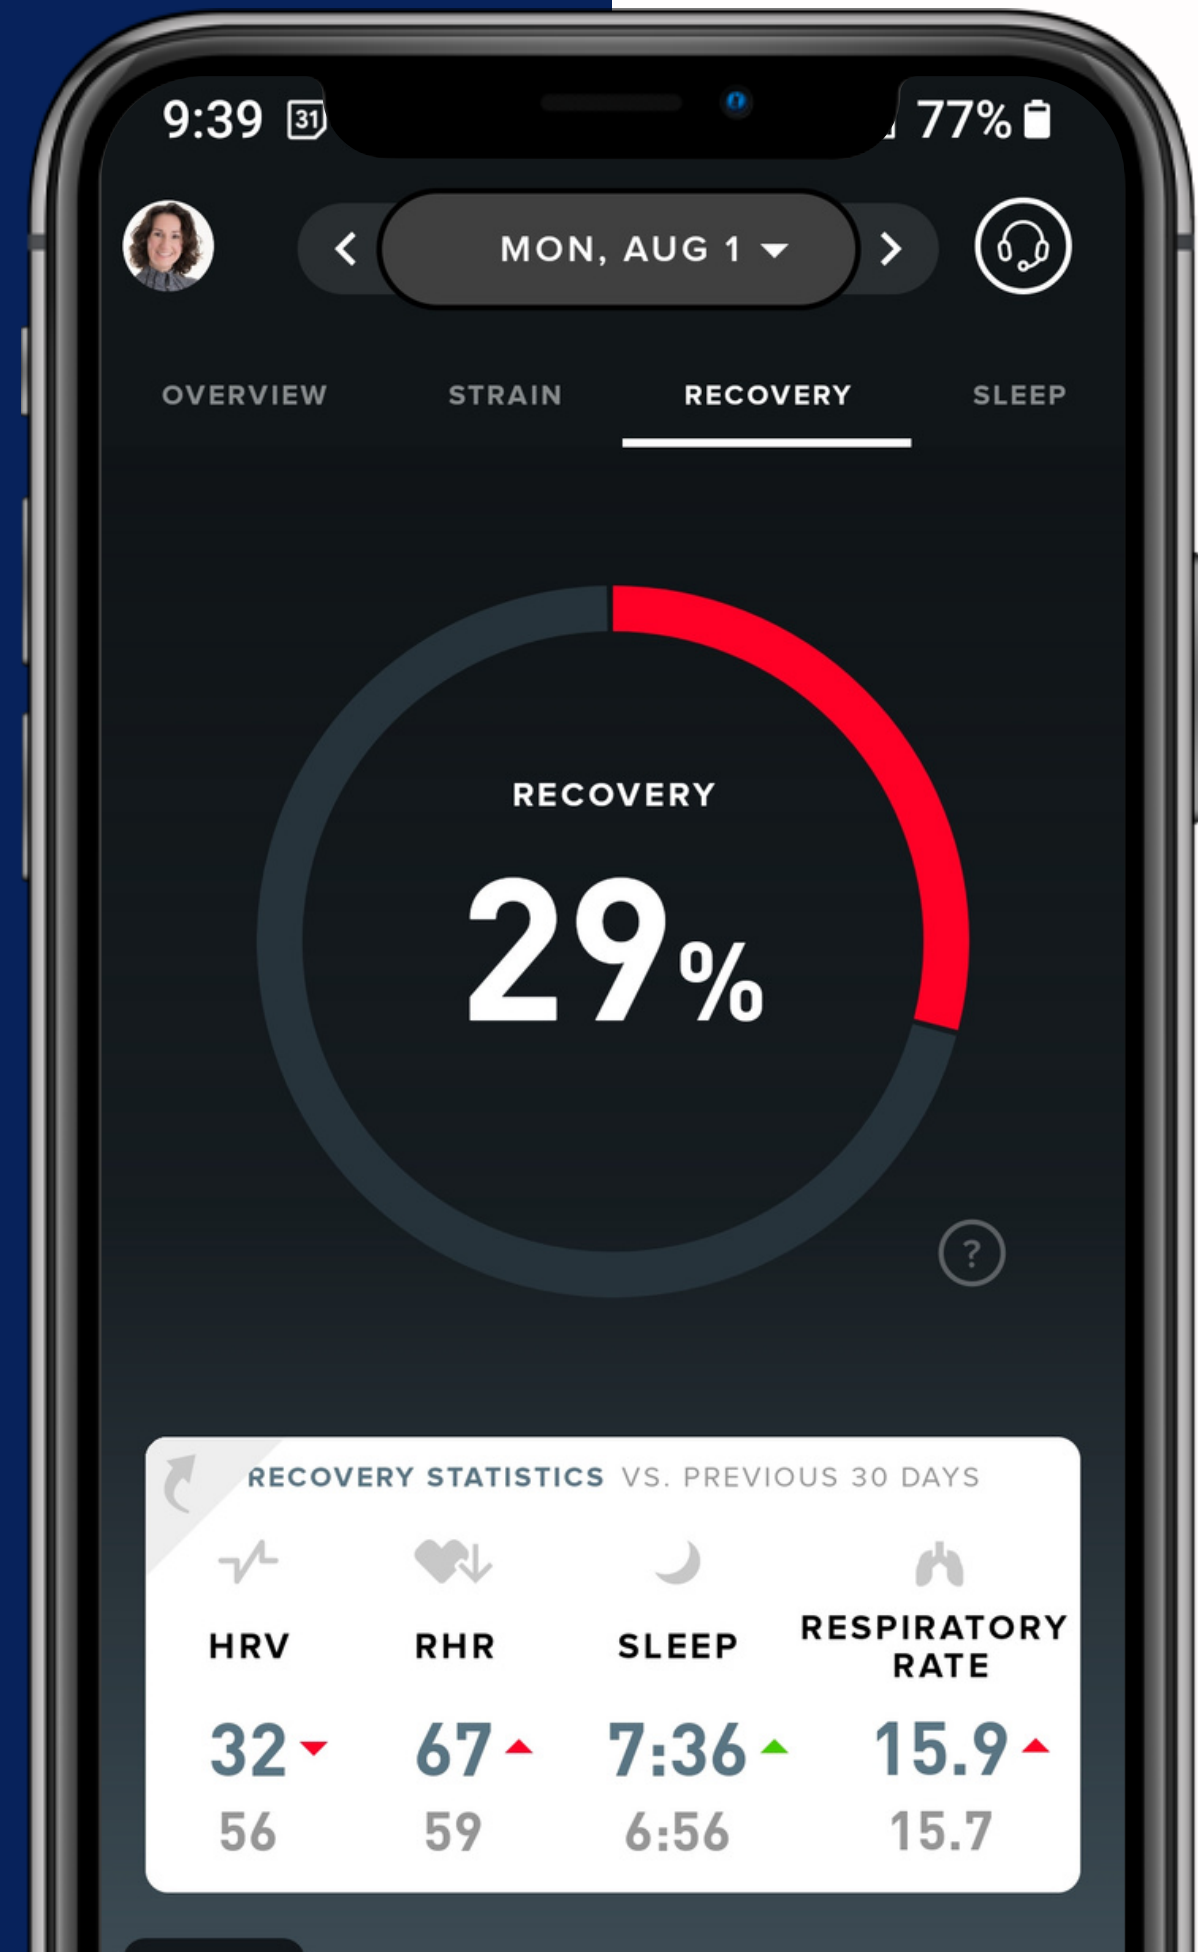 9:39 31 77%
MON, AUG 1
OVERVIEW STRAIN RECOVERY SLEEP
RECOVERY
29%
?
RECOVERY STATISTICS VS. PREVIOUS 30 DAYS
HRV RHR SLEEP RESPIRATORY RATE
32 67 7:36 15.9
56 59 6:56 15.7